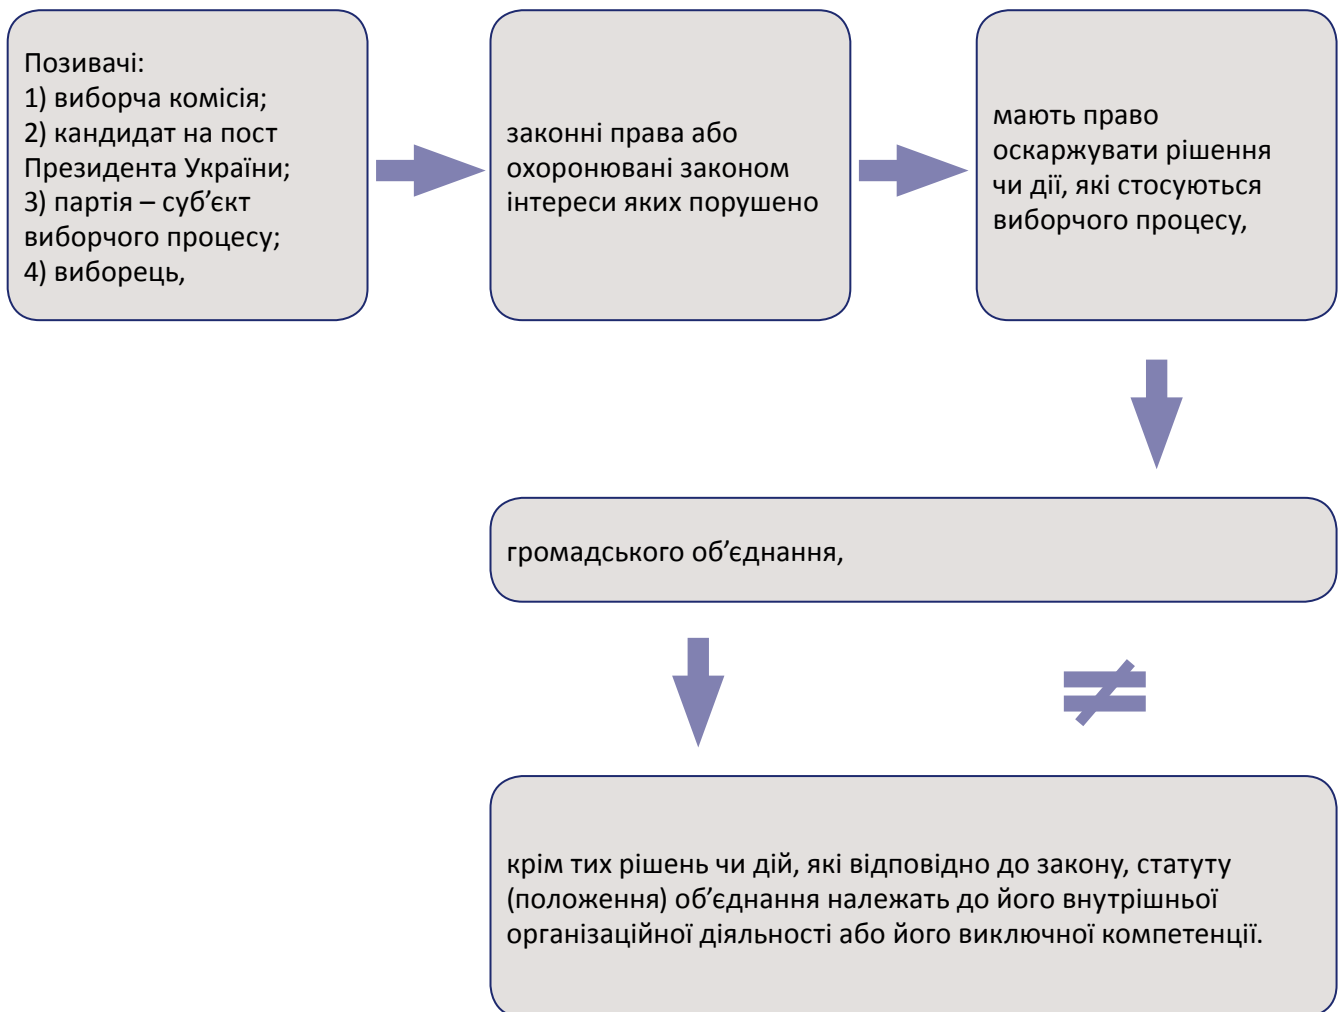 Позивачі:
1) виборча комісія;
2) кандидат на пост
Президента України;
3) партія – суб’єкт
виборчого процесу;
4) виборець,
законні права або
охоронювані законом
інтереси яких порушено
мають право
оскаржувати рішення
чи дії, які стосуються
виборчого процесу,
громадського об’єднання,
≠
крім тих рішень чи дій, які відповідно до закону, статуту
(положення) об’єднання належать до його внутрішньої
організаційної діяльності або його виключної компетенції.